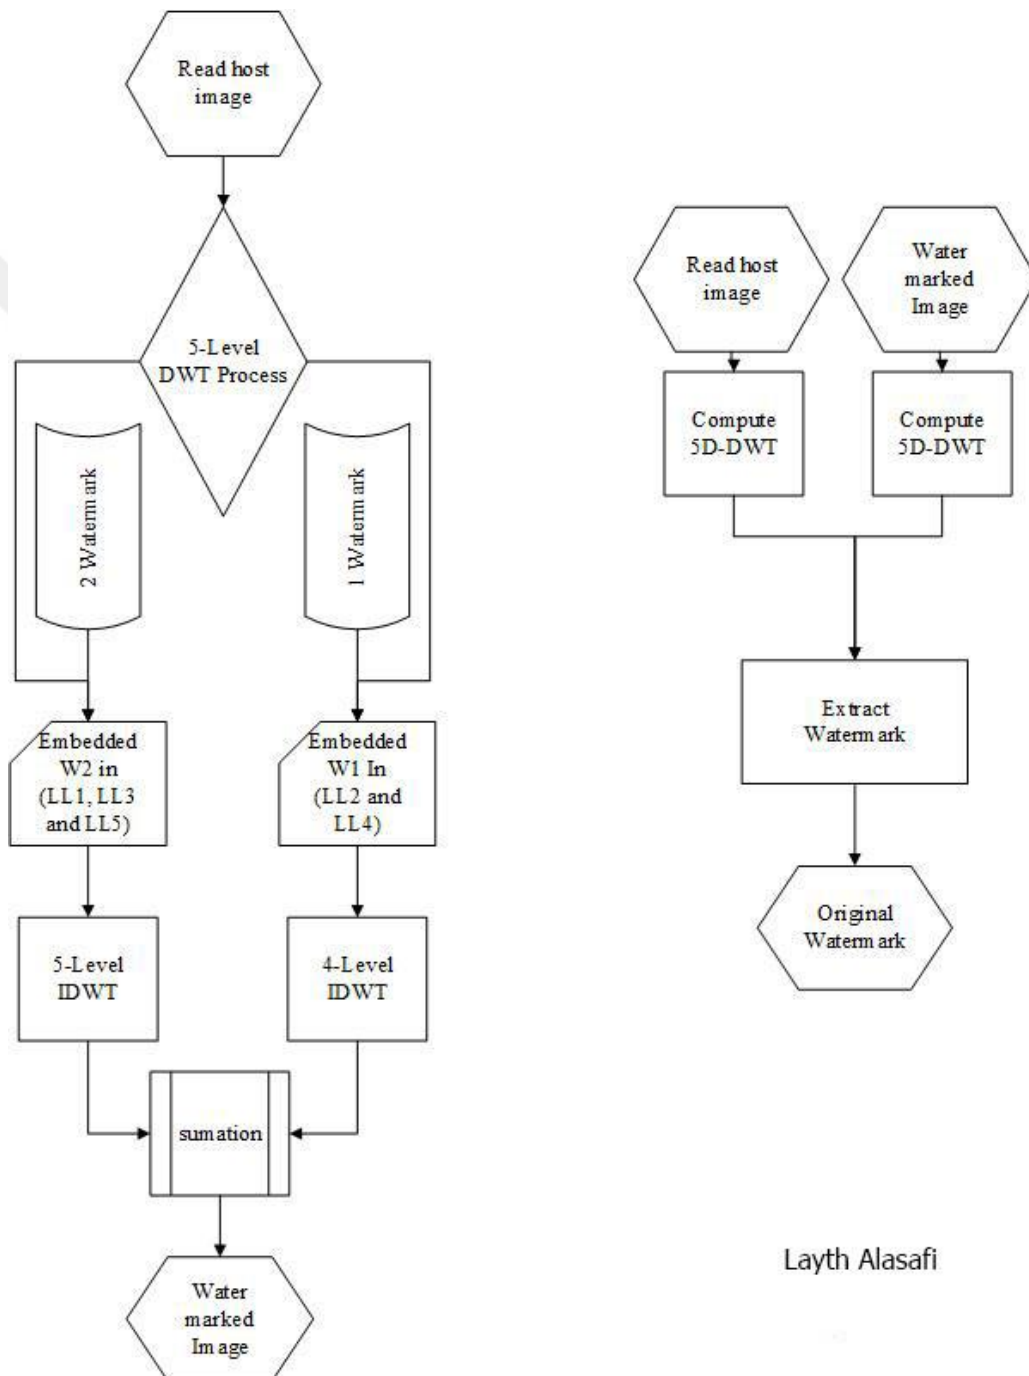 Read host
image
5-Level
DWT Process
2 Watermark
1 Watermark
Embedded
W2 in
(LL1, LL3
and LL5)
Embedded
W1 In
(LL2 and
LL4)
5-Level
IDWT
4-Level
IDWT
sumation
Water
marked
Image
Read host
image
Water
marked
Image
Compute
5D-DWT
Compute
5D-DWT
Extract
Watermark
Original
Watermark
Layth Alasafi